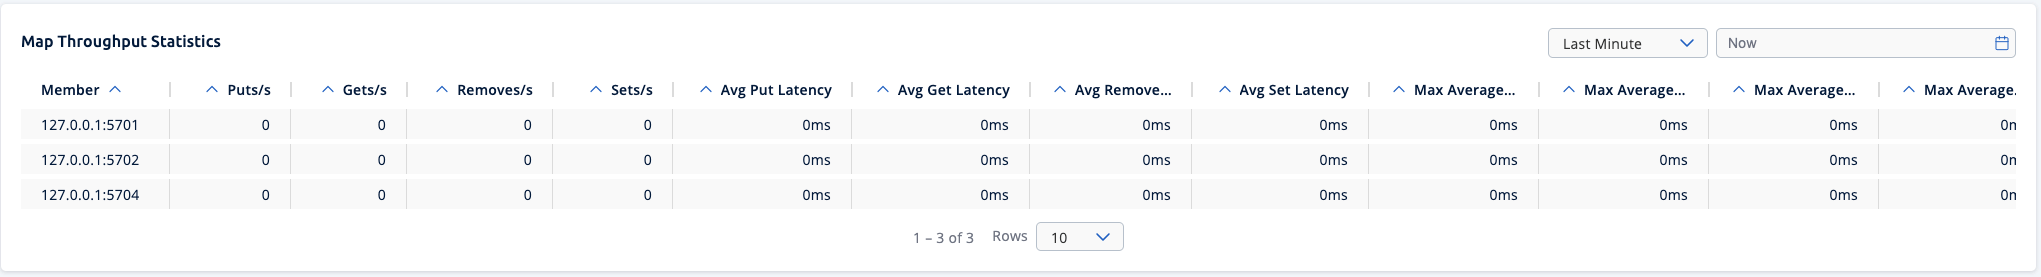 Map Throughput Statistics
Last Minute
Now
Member Puts/s Gets/s Removes/s Sets/s Avg Put Latency Avg Get Latency Avg Remove... Avg Set Latency Max Average... Max Average... Max Average... Max Average.
127.0.0.1:5701 0 0 0 0 0ms 0ms 0ms 0ms 0ms 0ms 0ms 0m
127.0.0.1:5702 0 0 0 0 0ms 0ms 0ms 0ms 0ms 0ms 0ms 0m
127.0.0.1:5704 0 0 0 0 0ms 0ms 0ms 0ms 0ms 0ms 0ms 0m
1 – 3 of 3 Rows 10